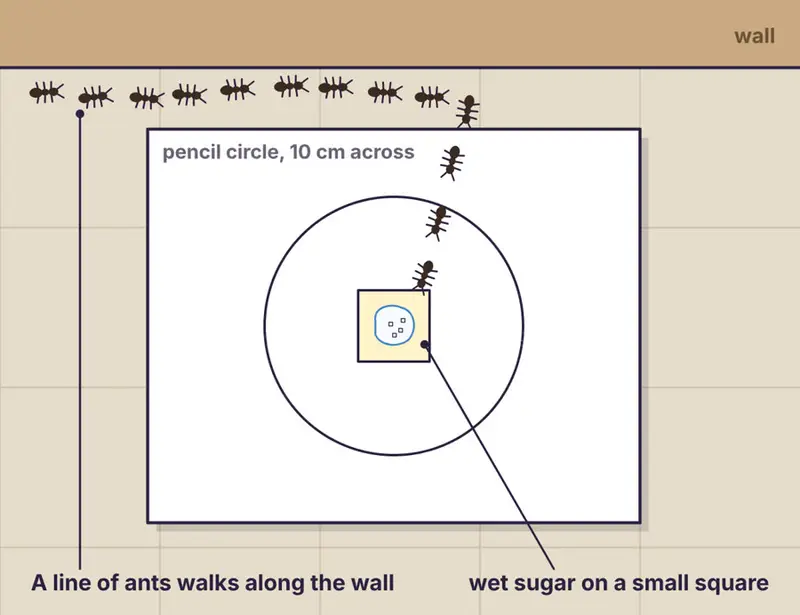 wall
pencil circle, 10 cm across
A line of ants walks along the wall
wet sugar on a small square